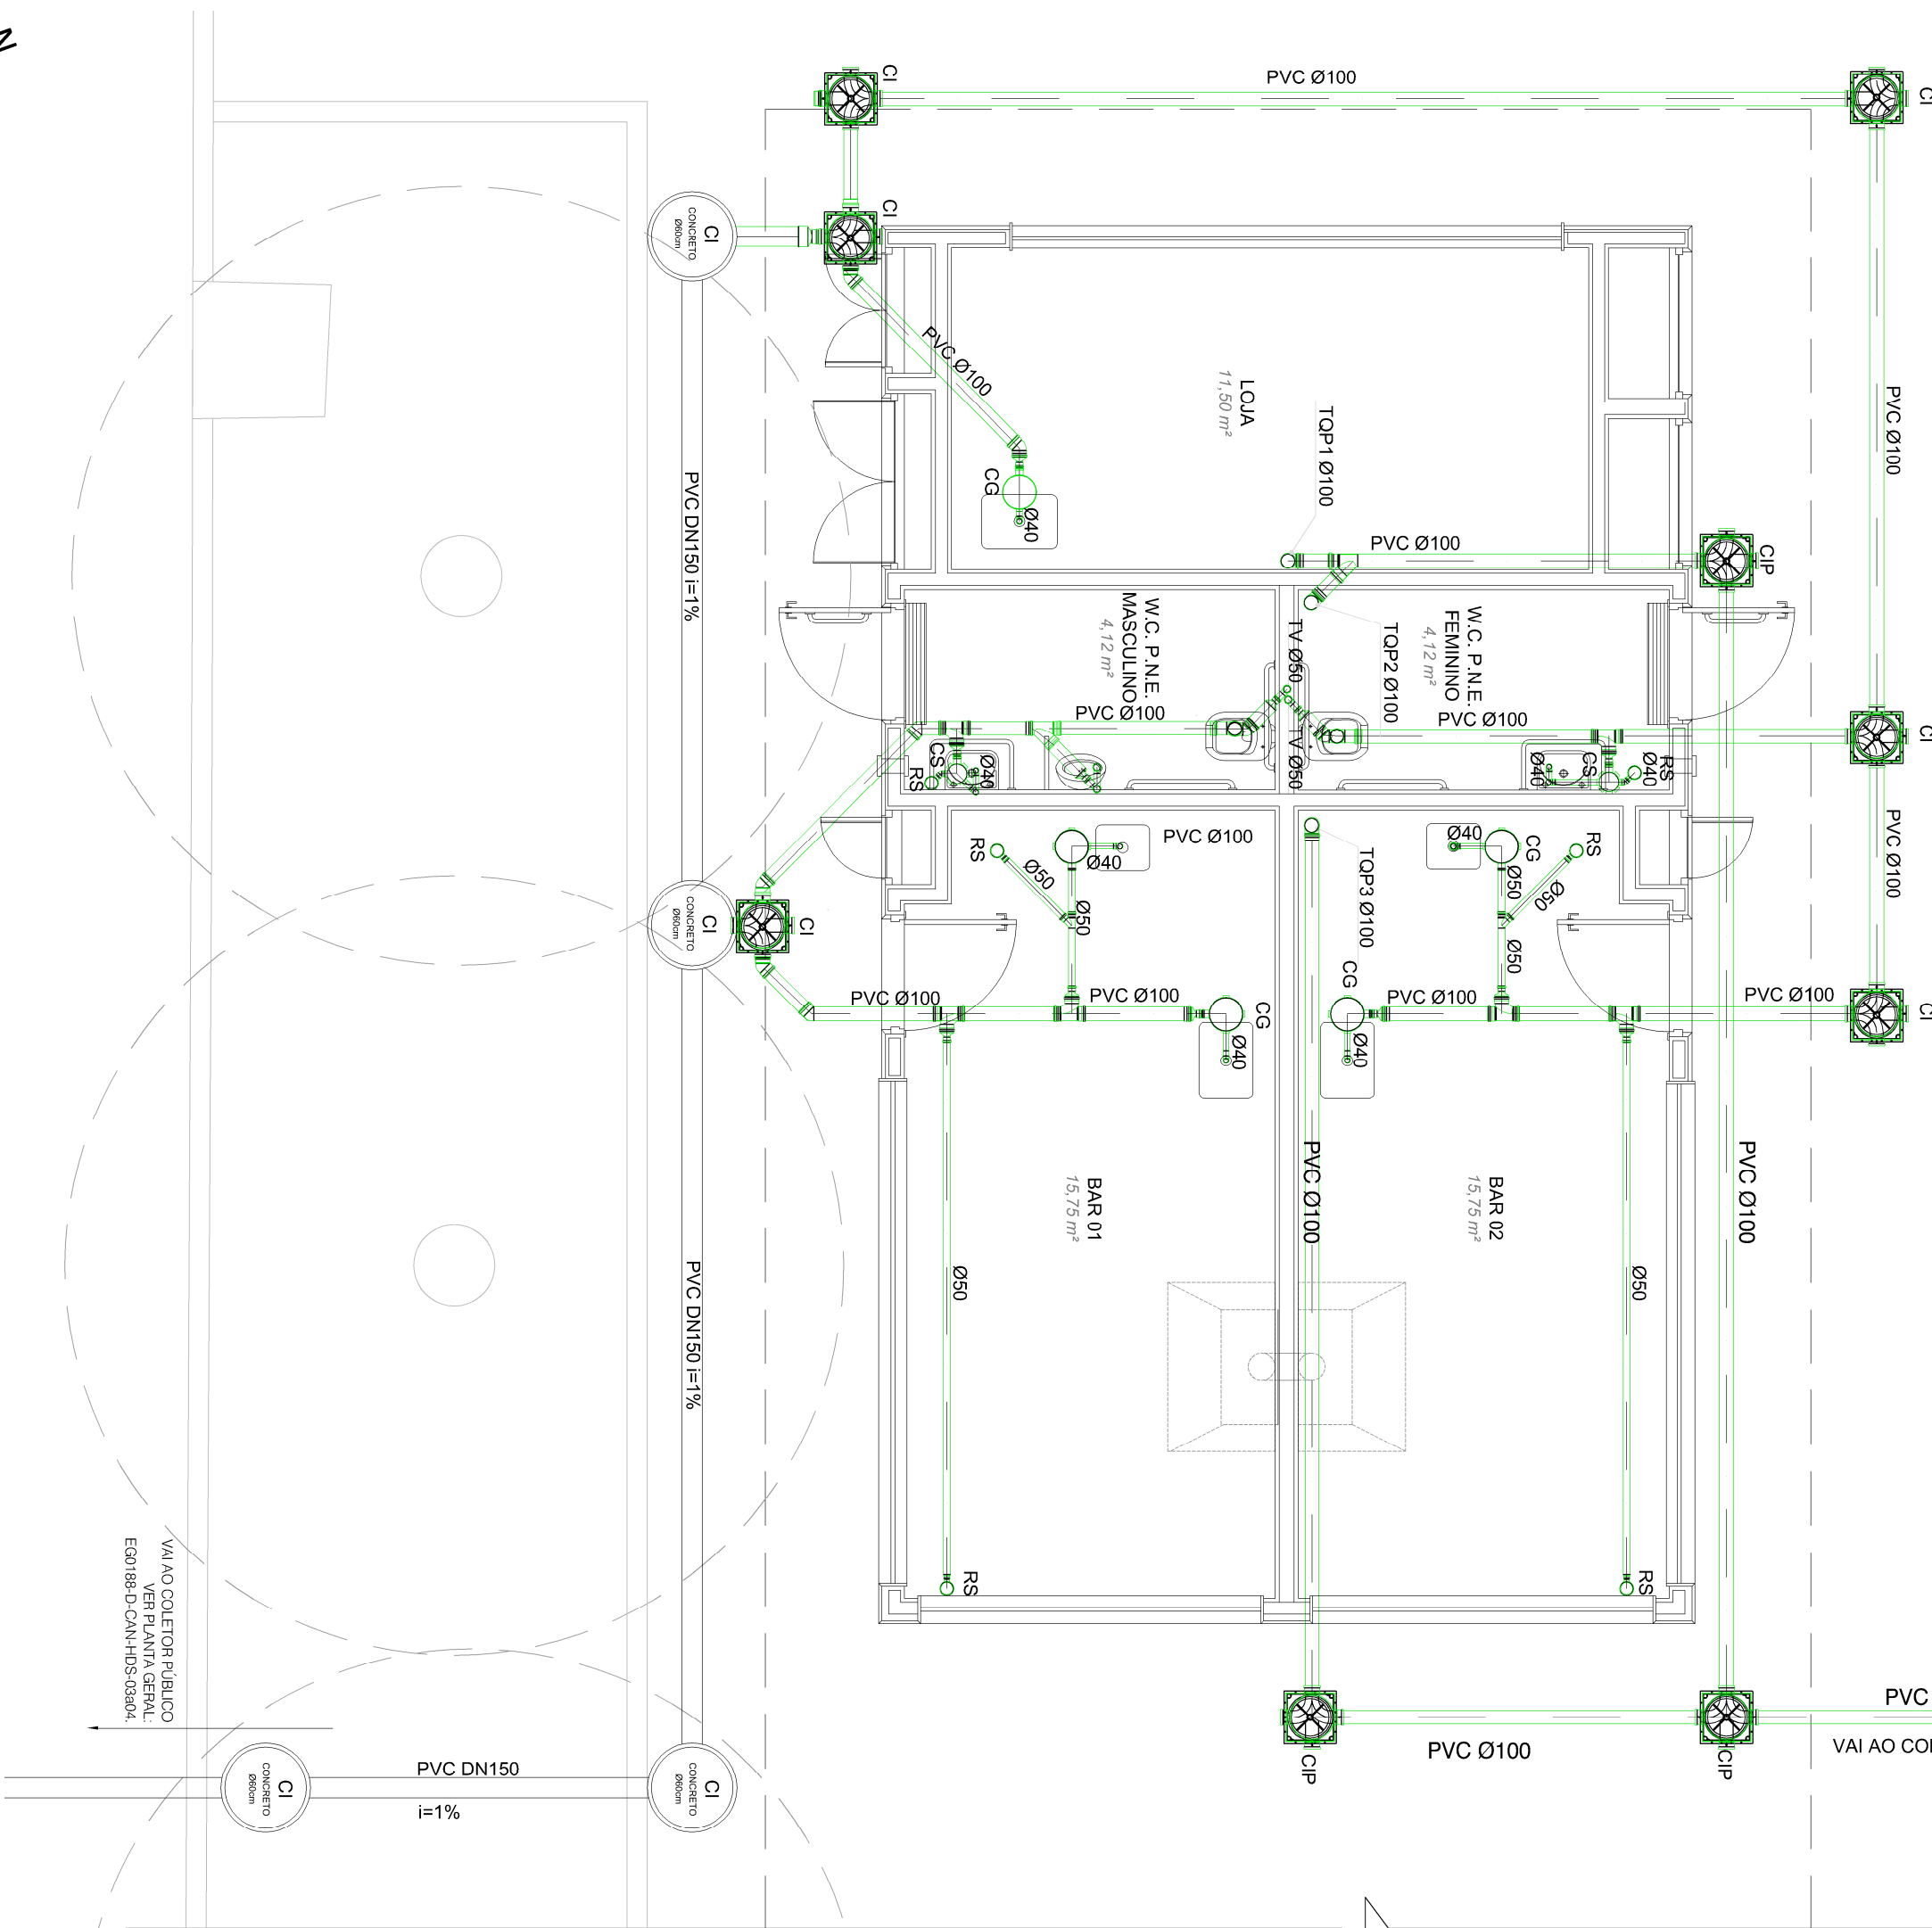 N
CI
PVC Ø100
CI
CI
CI
CONCRETO
Ø60cm
PVC Ø100
PVC Ø100
LOJA
11,50 m²
TQP1 Ø100
CG
Ø40
PVC Ø100
CIP
PVC DN150 i=1%
W.C. P.N.E.
MASCULINO
4,12 m²
TV Ø50
TQP2 Ø100
W.C. P.N.E.
FEMININO
4,12 m²
PVC Ø100
PVC Ø100
TV Ø50
CI
CS
Ø40
RS
Ø40
CS
Ø40
RS
PVC Ø100
RS
Ø50
Ø40
PVC Ø100
Ø50
TQP3 Ø100
Ø40
CG
Ø50
RS
Ø50
Ø50
CI
CONCRETO
Ø60cm
CI
PVC Ø100
PVC Ø100
CG
Ø40
CG
PVC Ø100
Ø40
PVC Ø100
CI
PVC Ø100
PVC Ø100
BAR 01
15,75 m²
BAR 02
15,75 m²
PVC DN150 i=1%
Ø50
Ø50
RS
RS
VAI AO COLETOR PÚBLICO
VER PLANTA GERAL:
EG0188-D-CAN-HDS-03a04.
CIP
PVC Ø100
CIP
PVC
VAI AO CO
CI
CONCRETO
Ø60cm
PVC DN150
i=1%
CI
CONCRETO
Ø60cm